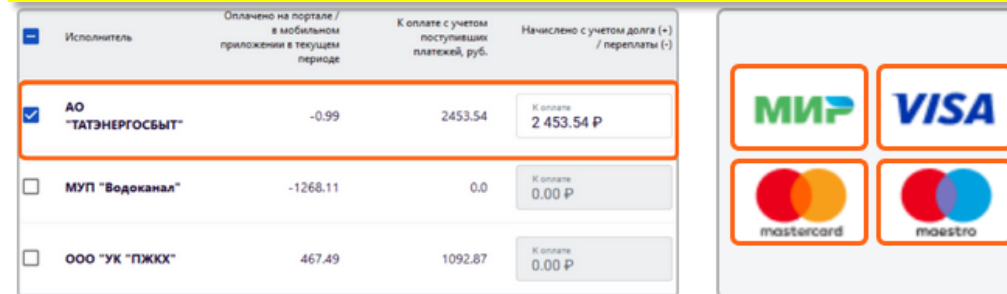 Исполнитель
Оплачено на портале /
в мобильном
приложении в текущем
периоде
К оплате с учетом
поступивших
платежей, руб.
Начислено с учетом долга (+)
/ переплаты (-)
АО
"ТАТЭНЕРГОСБЫТ"
-0.99
2453.54
К оплате
2 453.54 ₽
МУП "Водоканал"
-1268.11
0.0
К оплате
0.00 ₽
ООО "УК "ПЖКХ"
467.49
1092.87
К оплате
0.00 ₽
МИР
VISA
mastercard
maestro